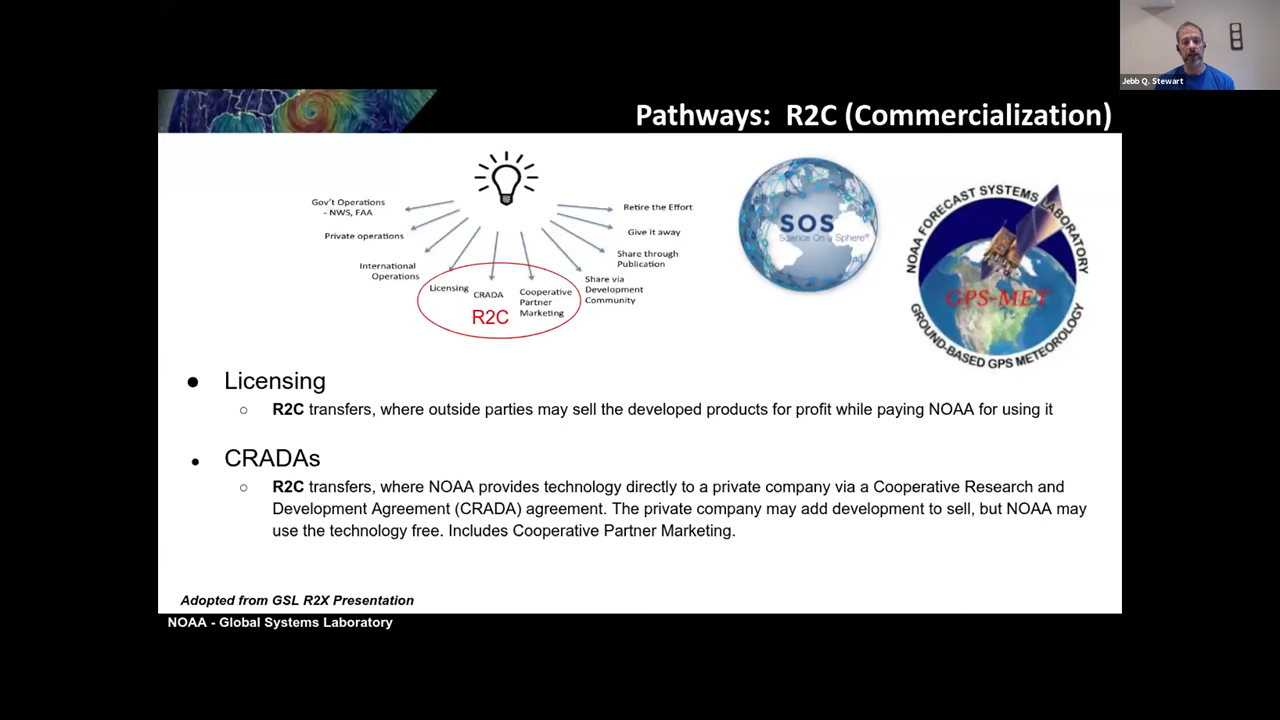 Jebb Q. Stewart
Pathways: R2C (Commercialization)
Gov't Operations
- NWS, FAA
Private operations
International
Operations
Licensing
CRADA
Cooperative
Partner
Marketing
R2C
Share via
Development
Community
Share through
Publication
Give it away
Retire the Effort
SOS
Science On a Sphere®
NOAA FORECAST SYSTEMS LABORATORY
GPS-MET
GROUND-BASED GPS METEOROLOGY
● Licensing
○ R2C transfers, where outside parties may sell the developed products for profit while paying NOAA for using it
● CRADAs
○ R2C transfers, where NOAA provides technology directly to a private company via a Cooperative Research and
Development Agreement (CRADA) agreement. The private company may add development to sell, but NOAA may
use the technology free. Includes Cooperative Partner Marketing.
Adopted from GSL R2X Presentation
NOAA - Global Systems Laboratory